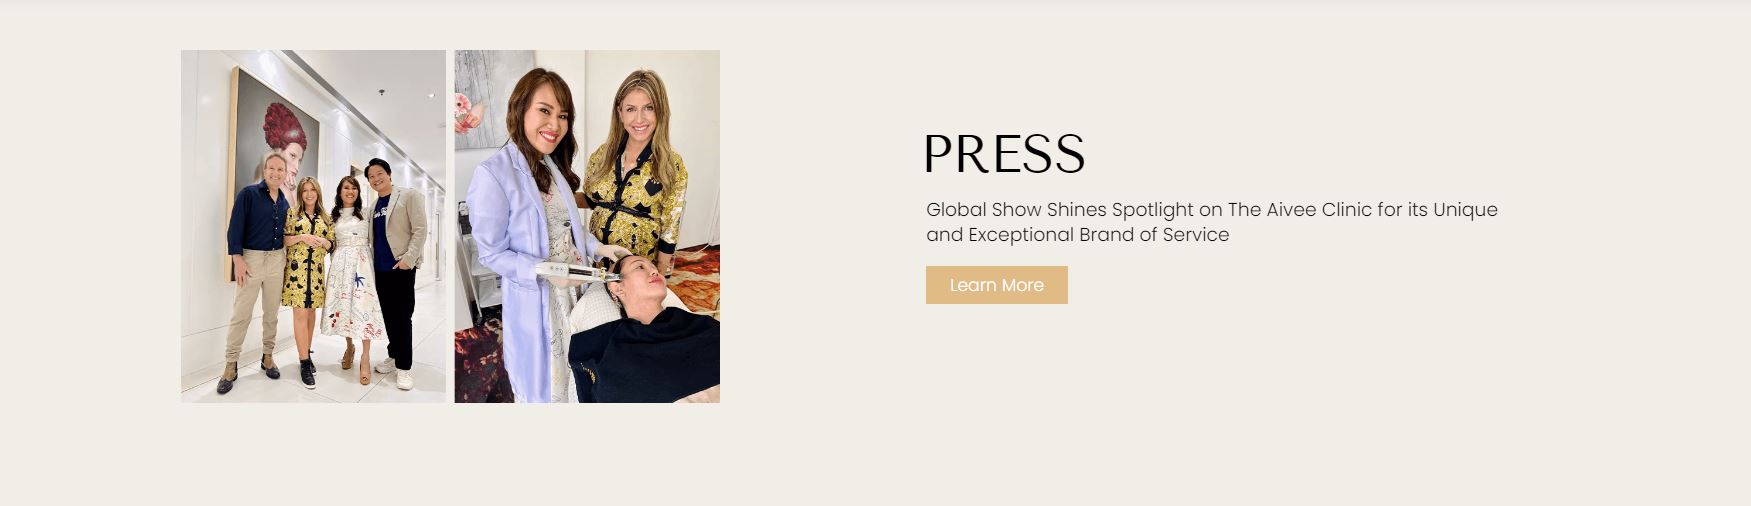 PRESS
Global Show Shines Spotlight on The Aivee Clinic for its Unique
and Exceptional Brand of Service
Learn More